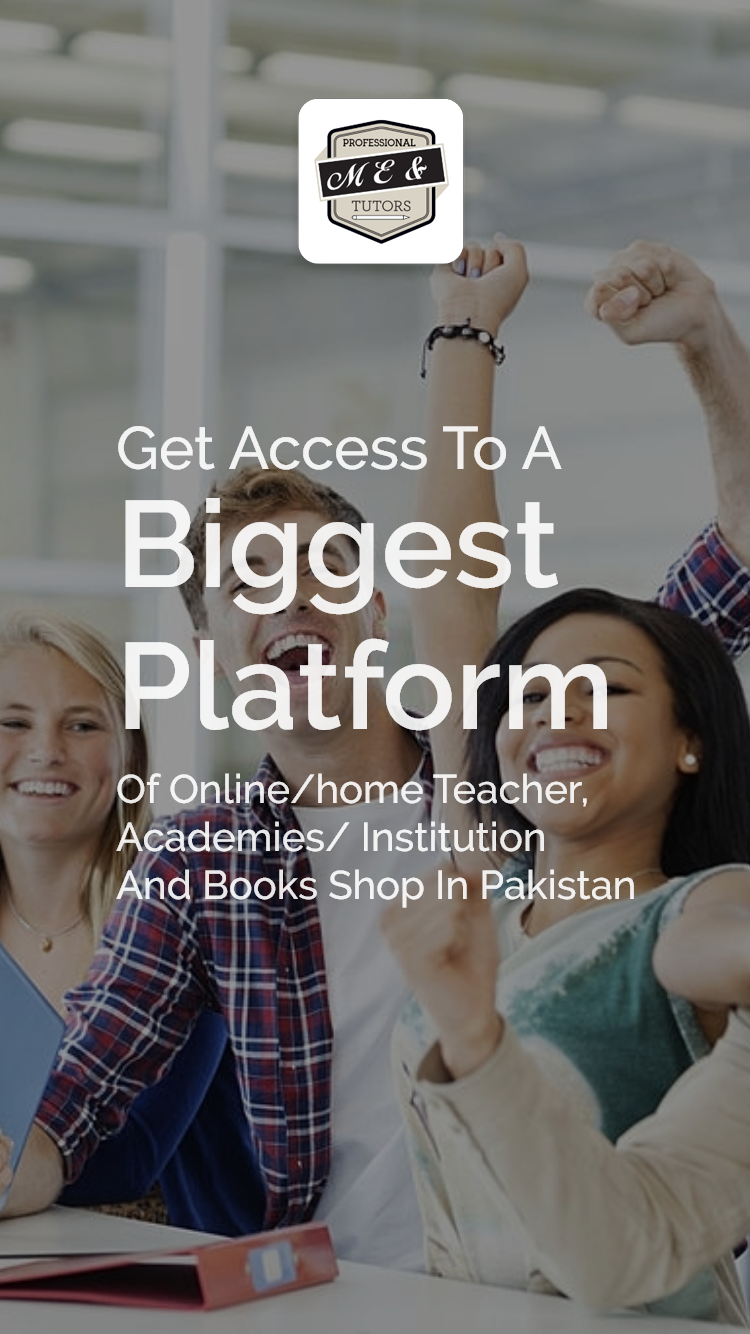 PROFESSIONAL
M E &
TUTORS
Get Access To A
Biggest
Platform
Of Online/home Teacher,
Academies/ Institution
And Books Shop In Pakistan